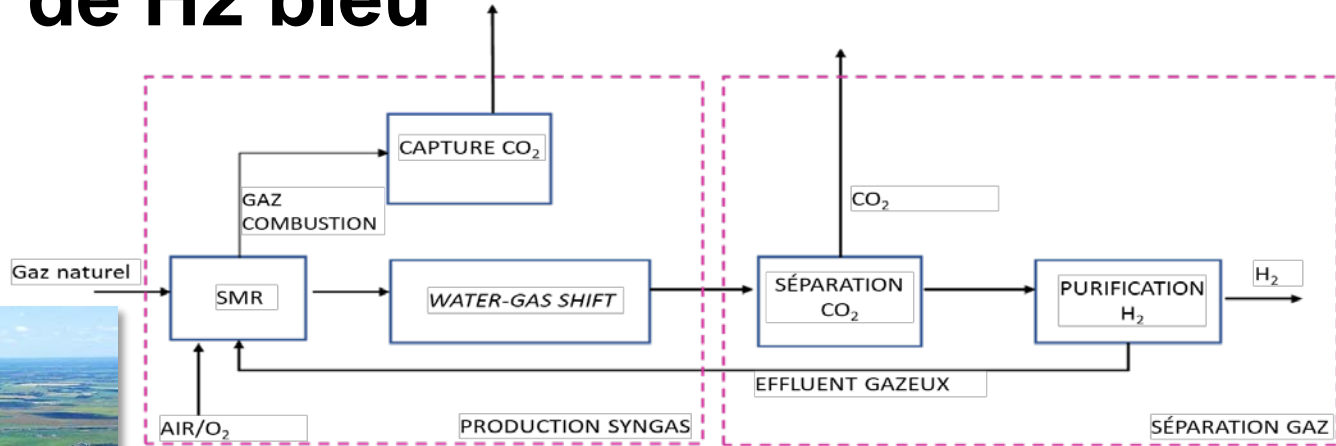 de H2 bleu
CAPTURE CO₂
GAZ
COMBUSTION
CO₂
Gaz naturel
SMR
WATER-GAS SHIFT
SÉPARATION
CO₂
PURIFICATION
H₂
H₂
EFFLUENT GAZEUX
AIR/O₂
PRODUCTION SYNGAS
SÉPARATION GAZ